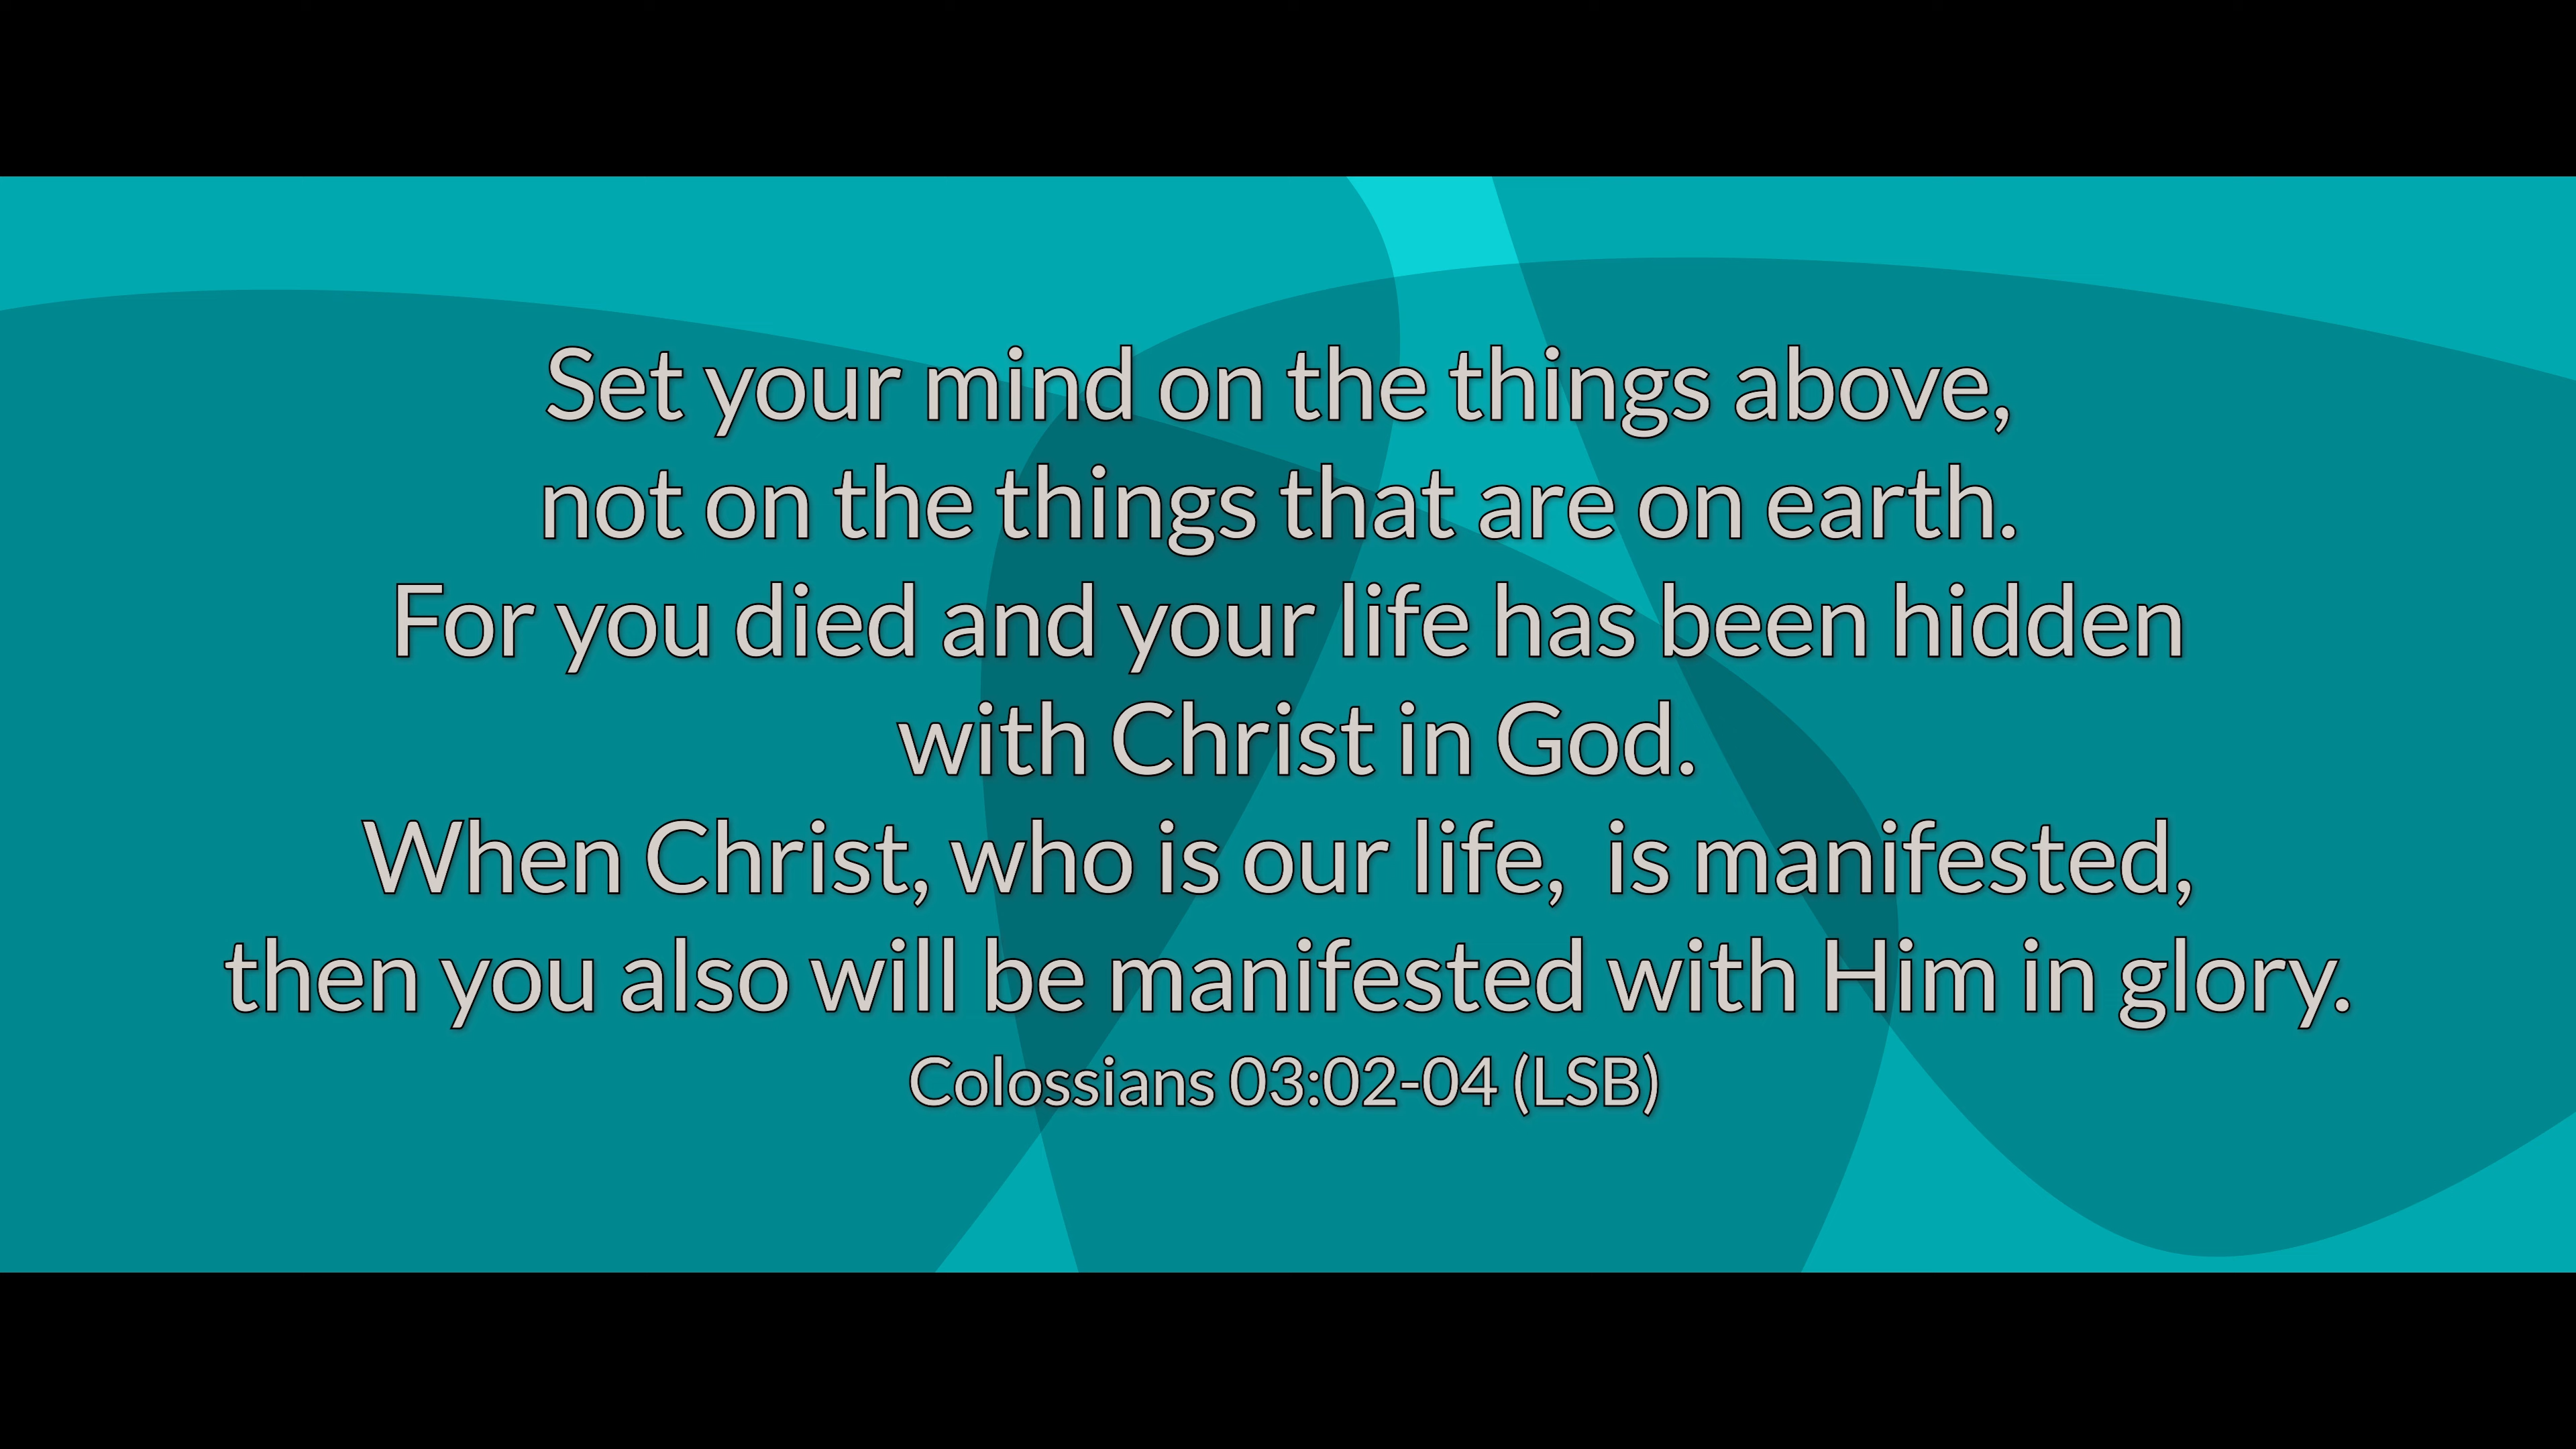 Set your mind on the things above,
not on the things that are on earth.
For you died and your life has been hidden
with Christ in God.
When Christ, who is our life,  is manifested,
then you also will be manifested with Him in glory.
Colossians 03:02-04 (LSB)